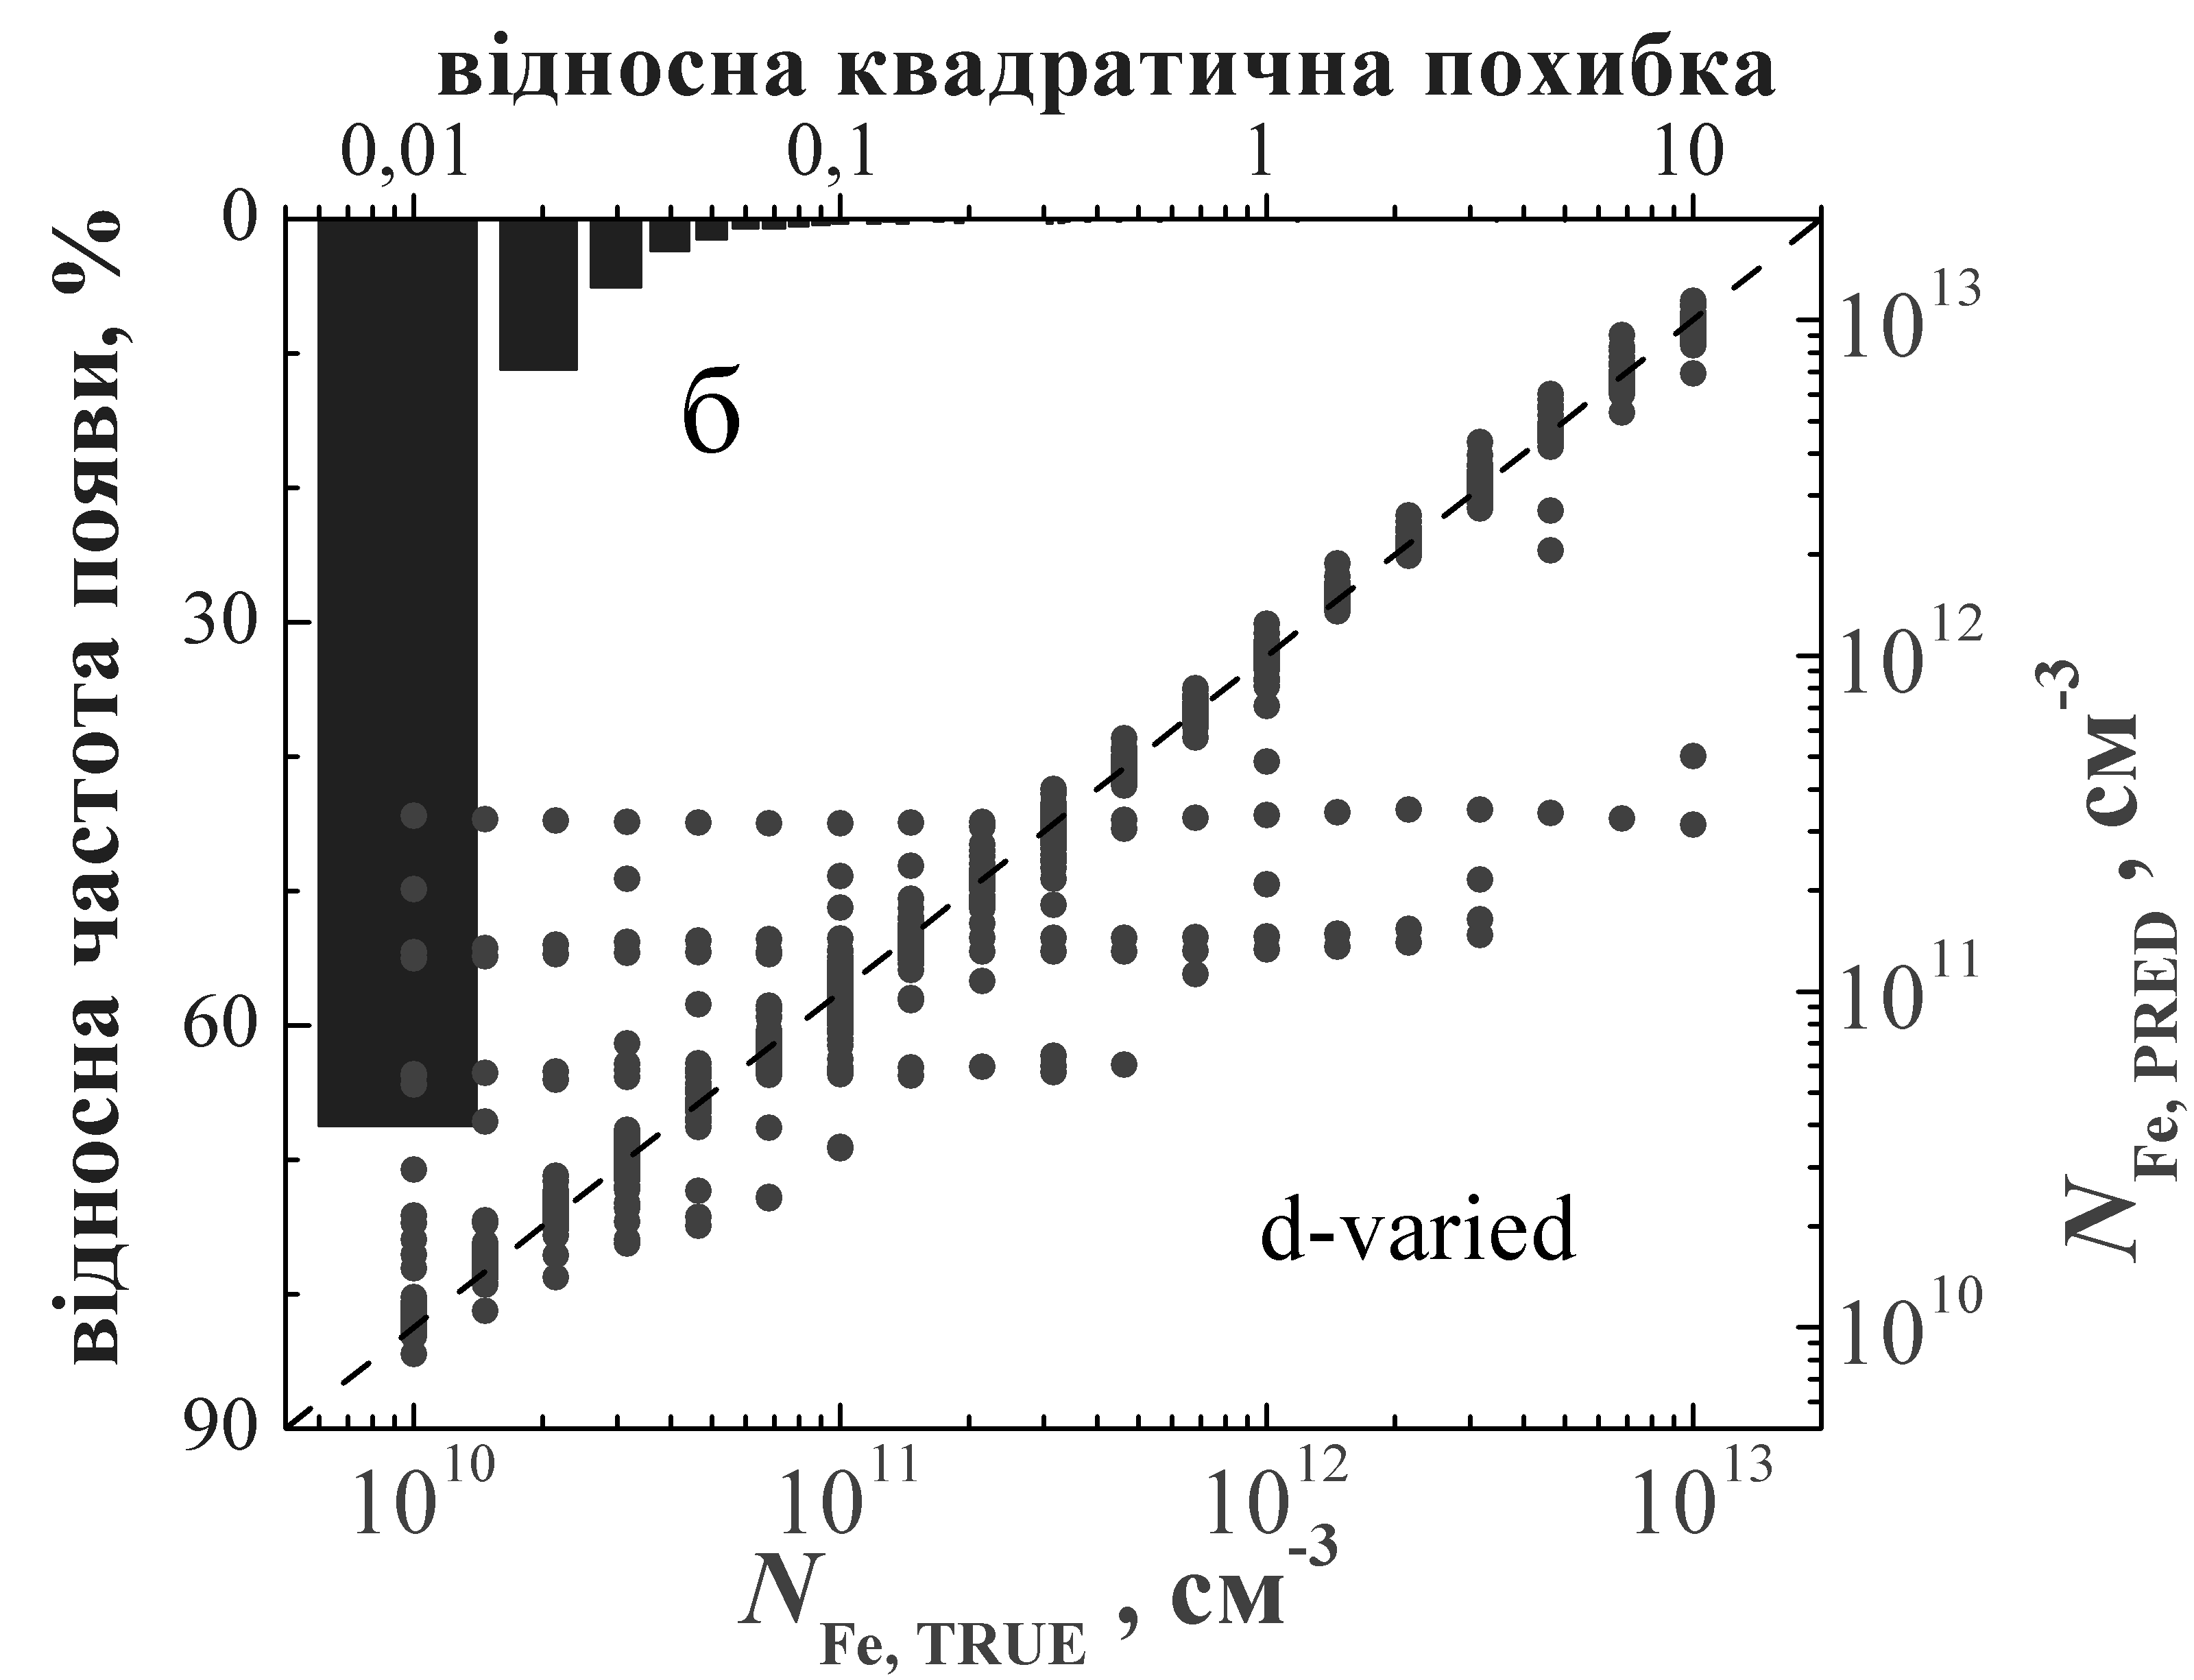 відносна квадратична похибка
0,01 0,1 1 10
відносна частота появи, %
0
30
60
90
б
d-varied
10^13
10^12
10^11
10^10
N_Fe, PRED , см^-3
10^10 10^11 10^12 10^13
N_Fe, TRUE , см^-3